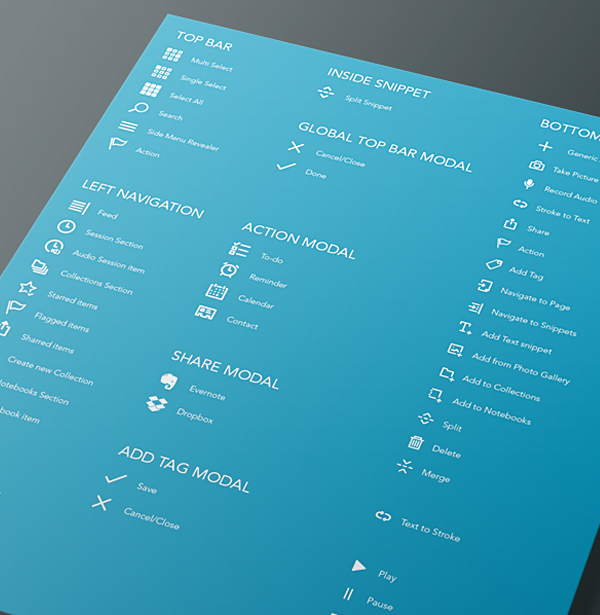 TOP BAR
Multi Select
Single Select
Select All
Search
Side Menu Revealer
Action
LEFT NAVIGATION
Feed
Session Section
Audio Session item
Collections Section
Starred items
Flagged items
Sharred items
Create new Collection
Notebooks Section
book item
INSIDE SNIPPET
Split Snippet
GLOBAL TOP BAR MODAL
Cancel/Close
Done
ACTION MODAL
To-do
Reminder
Calendar
Contact
SHARE MODAL
Evernote
Dropbox
ADD TAG MODAL
Save
Cancel/Close
BOTTOM
Generic
Take Picture
Record Audio
Stroke to Text
Share
Action
Add Tag
Navigate to Page
Navigate to Snippets
Add Text snippet
Add from Photo Gallery
Add to Collections
Add to Notebooks
Split
Delete
Merge
Text to Stroke
Play
Pause